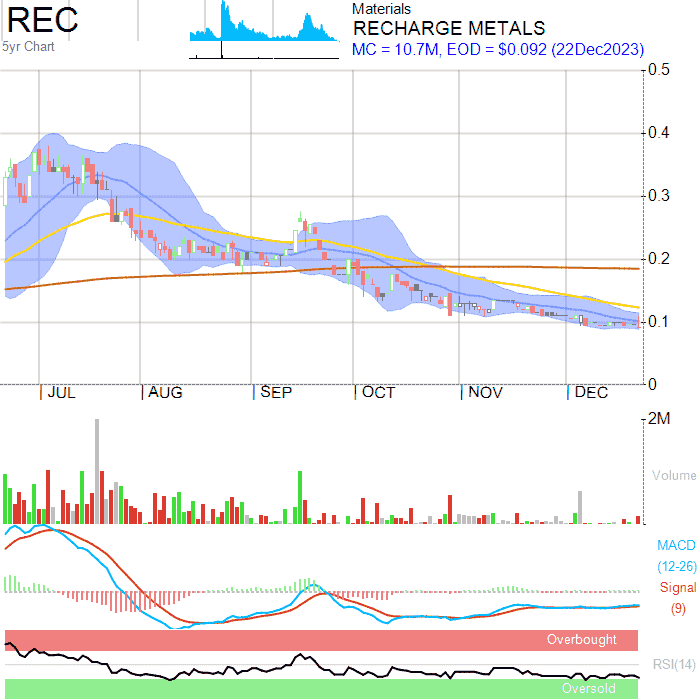 REC
5yr Chart
Materials
RECHARGE METALS
MC = 10.7M, EOD = $0.092 (22Dec2023)
0.5
0.4
0.3
0.2
0.1
0
JUL AUG SEP OCT NOV DEC
2M
Volume
MACD
(12-26)
Signal
(9)
Overbought
RSI(14)
Oversold